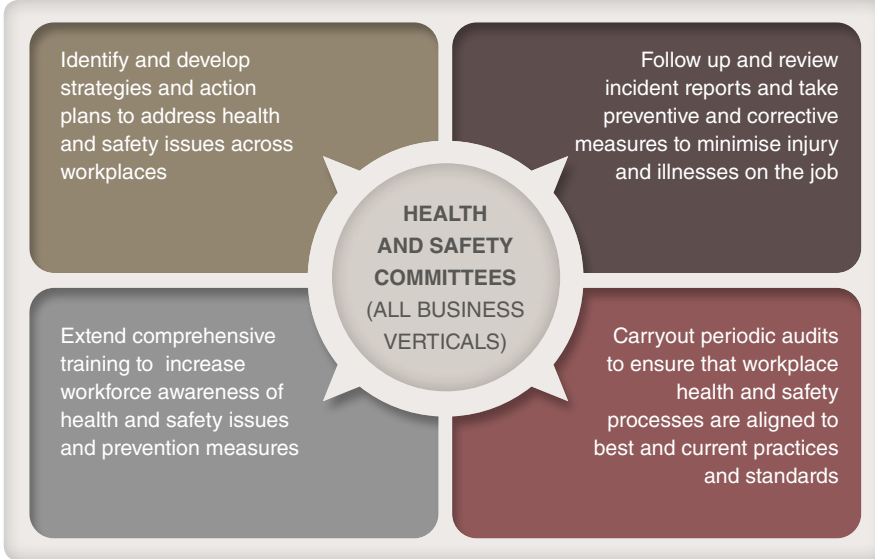 Identify and develop
strategies and action
plans to address health
and safety issues across
workplaces
Follow up and review
incident reports and take
preventive and corrective
measures to minimise injury
and illnesses on the job
HEALTH
AND SAFETY
COMMITTEES
(ALL BUSINESS
VERTICALS)
Extend comprehensive
training to increase
workforce awareness of
health and safety issues
and prevention measures
Carryout periodic audits
to ensure that workplace
health and safety
processes are aligned to
best and current practices
and standards